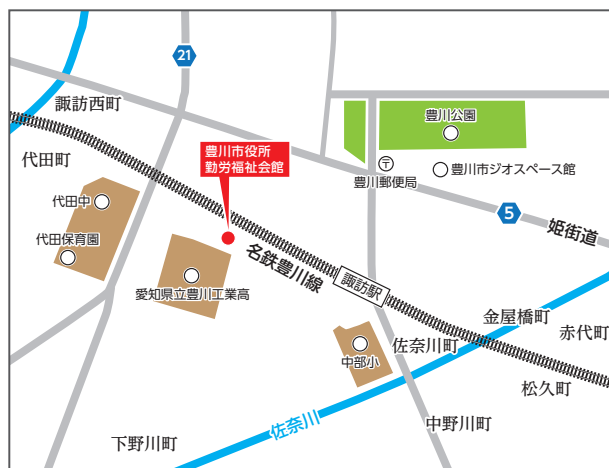 21
諏訪西町
豊川公園
代田町
豊川市役所
勤労福祉会館
〒
豊川郵便局
豊川市ジオスペース館
代田中
5
姫街道
代田保育園
名鉄豊川線
愛知県立豊川工業高
諏訪駅
金屋橋町
赤代町
佐奈川町
中部小
松久町
佐奈川
中野川町
下野川町